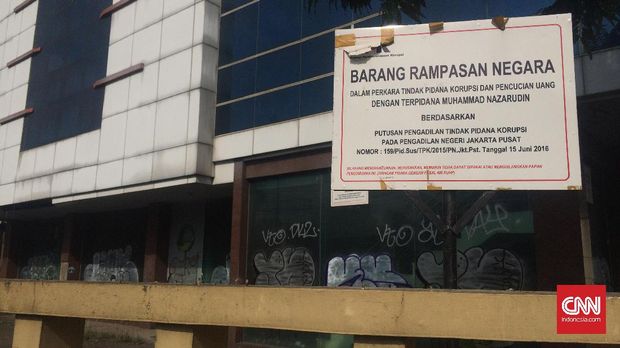 BARANG RAMPASAN NEGARA
DALAM PERKARA TINDAK PIDANA KORUPSI DAN PENCUCIAN UANG
DENGAN TERPIDANA MUHAMMAD NAZARUDIN
BERDASARKAN
PUTUSAN PENGADILAN TINDAK PIDANA KORUPSI
PADA PENGADILAN NEGERI JAKARTA PUSAT
NOMOR : 159/Pid.Sus/TPK/2015/PN.Jkt.Pst. Tanggal 15 Juni 2016
CNN
Indonesia.com